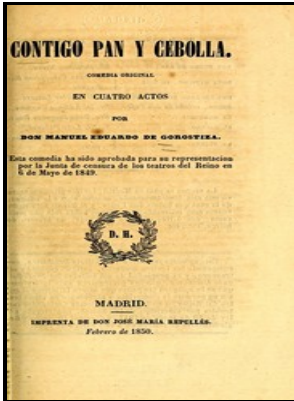 CONTIGO PAN Y CEBOLLA.
COMEDIA ORIGINAL
EN CUATRO ACTOS
POR
DON MANUEL EDUARDO DE GOROSTIZA.
Esta comedia ha sido aprobada para su representacion
por la Junta de censura de los teatros del Reino en
6 de Mayo de 1849.
D. H.
MADRID.
IMPRENTA DE DON JOSÉ MARÍA REPULLÉS.
Febrero de 1850.